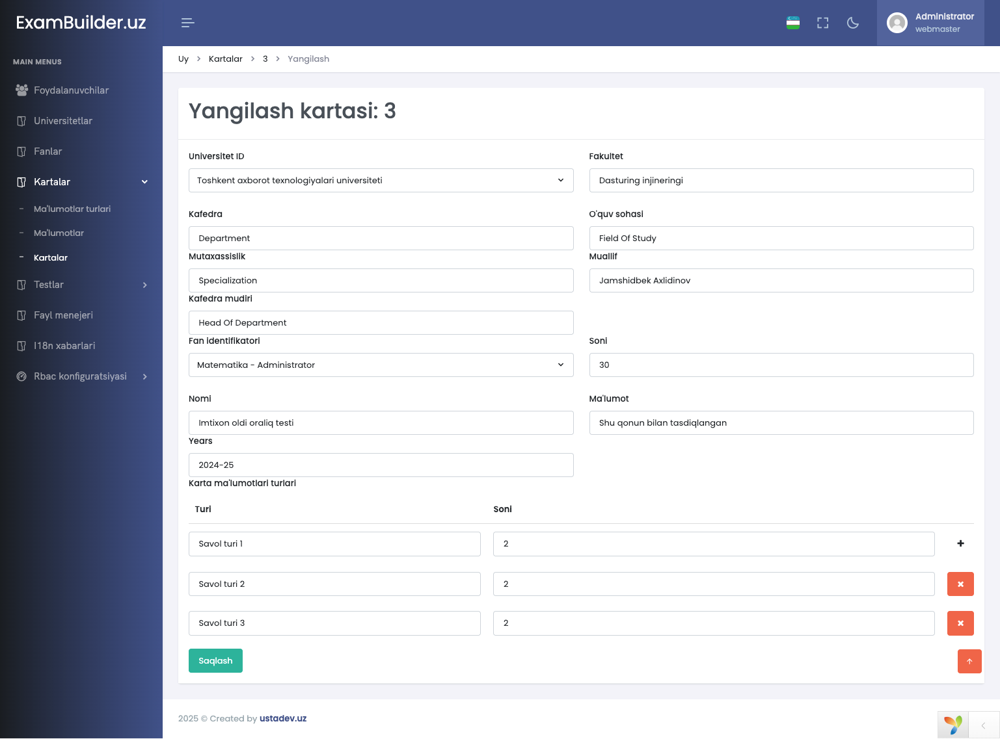 ExamBuilder.uz
Administrator
webmaster
MAIN MENUS
Foydalanuvchilar
Universitetlar
Fanlar
Kartalar
Ma'lumotlar turlari
Ma'lumotlar
Kartalar
Testlar
Fayl menejeri
I18n xabarlari
Rbac konfiguratsiyasi
Uy > Kartalar > 3 > Yangilash
Yangilash kartasi: 3
Universitet ID
Toshkent axborot texnologiyalari universiteti
Fakultet
Dasturing injineringi
Kafedra
Department
O'quv sohasi
Field Of Study
Mutaxassislik
Specialization
Muallif
Jamshidbek Axlidinov
Kafedra mudiri
Head Of Department
Fan identifikatori
Matematika - Administrator
Soni
30
Nomi
Imtixon oldi oraliq testi
Ma'lumot
Shu qonun bilan tasdiqlangan
Years
2024-25
Karta ma'lumotlari turlari
Turi Soni
Savol turi 1 2
Savol turi 2 2
Savol turi 3 2
Saqlash
2025 © Created by ustadev.uz